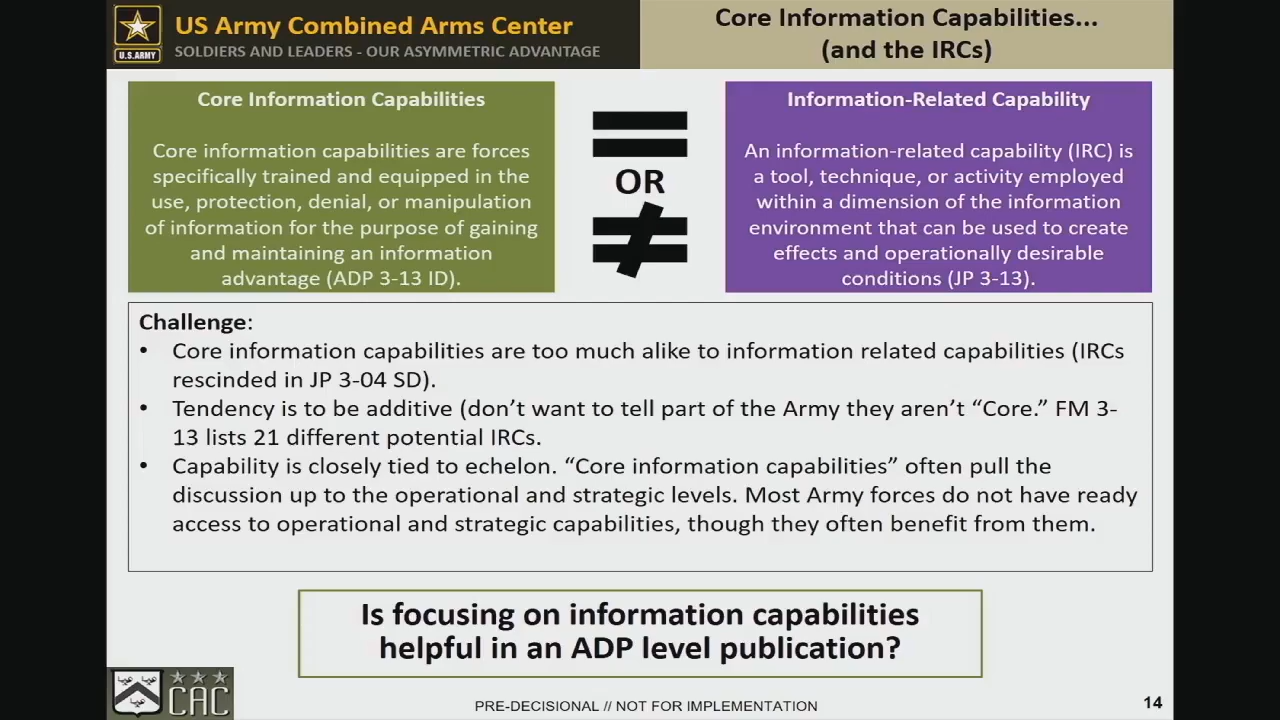 US Army Combined Arms Center
SOLDIERS AND LEADERS - OUR ASYMMETRIC ADVANTAGE
U.S.ARMY
Core Information Capabilities...
(and the IRCs)
Core Information Capabilities
Core information capabilities are forces
specifically trained and equipped in the
use, protection, denial, or manipulation
of information for the purpose of gaining
and maintaining an information
advantage (ADP 3-13 ID).
=
OR
≠
Information-Related Capability
An information-related capability (IRC) is
a tool, technique, or activity employed
within a dimension of the information
environment that can be used to create
effects and operationally desirable
conditions (JP 3-13).
Challenge:
• Core information capabilities are too much alike to information related capabilities (IRCs
rescinded in JP 3-04 SD).
• Tendency is to be additive (don’t want to tell part of the Army they aren’t “Core.” FM 3-
13 lists 21 different potential IRCs.
• Capability is closely tied to echelon. “Core information capabilities” often pull the
discussion up to the operational and strategic levels. Most Army forces do not have ready
access to operational and strategic capabilities, though they often benefit from them.
Is focusing on information capabilities
helpful in an ADP level publication?
CAC
PRE-DECISIONAL // NOT FOR IMPLEMENTATION
14